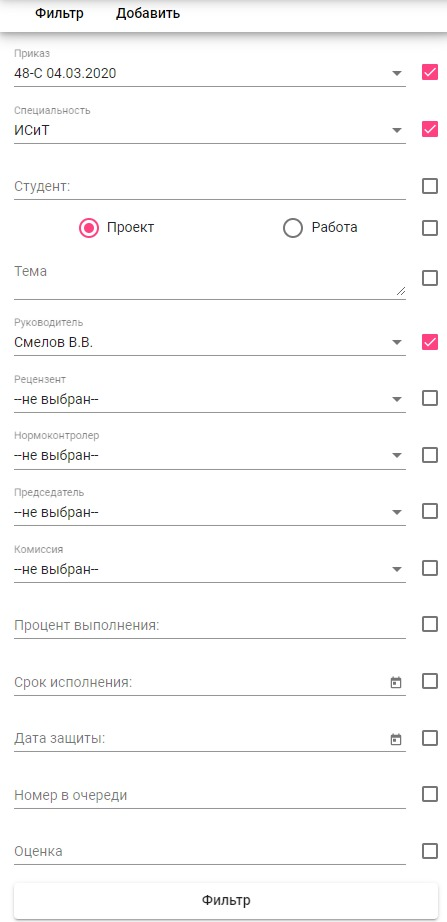 Фильтр Добавить
Приказ
48-С 04.03.2020
Специальность
ИСиТ
Студент:
Проект Работа
Тема
Руководитель
Смелов В.В.
Рецензент
--не выбран--
Нормоконтролер
--не выбран--
Председатель
--не выбран--
Комиссия
--не выбран--
Процент выполнения:
Срок исполнения:
Дата защиты:
Номер в очереди
Оценка
Фильтр